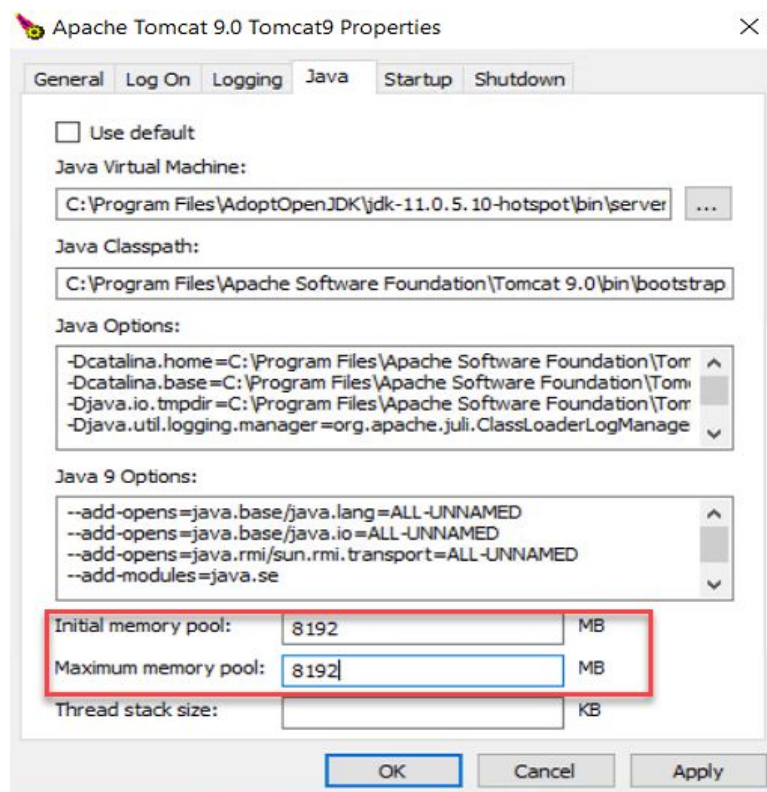 Apache Tomcat 9.0 Tomcat9 Properties
General Log On Logging Java Startup Shutdown
Use default
Java Virtual Machine:
C:\Program Files\AdoptOpenJDK\jdk-11.0.5.10-hotspot\bin\server ...
Java Classpath:
C:\Program Files\Apache Software Foundation\Tomcat 9.0\bin\bootstrap
Java Options:
-Dcatalina.home=C:\Program Files\Apache Software Foundation\Tom
-Dcatalina.base=C:\Program Files\Apache Software Foundation\Tom
-Djava.io.tmpdir=C:\Program Files\Apache Software Foundation\Tom
-Djava.util.logging.manager=org.apache.juli.ClassLoaderLogManage
Java 9 Options:
--add-opens=java.base/java.lang=ALL-UNNAMED
--add-opens=java.base/java.io=ALL-UNNAMED
--add-opens=java.rmi/sun.rmi.transport=ALL-UNNAMED
--add-modules=java.se
Initial memory pool: 8192 MB
Maximum memory pool: 8192 MB
Thread stack size: KB
OK Cancel Apply